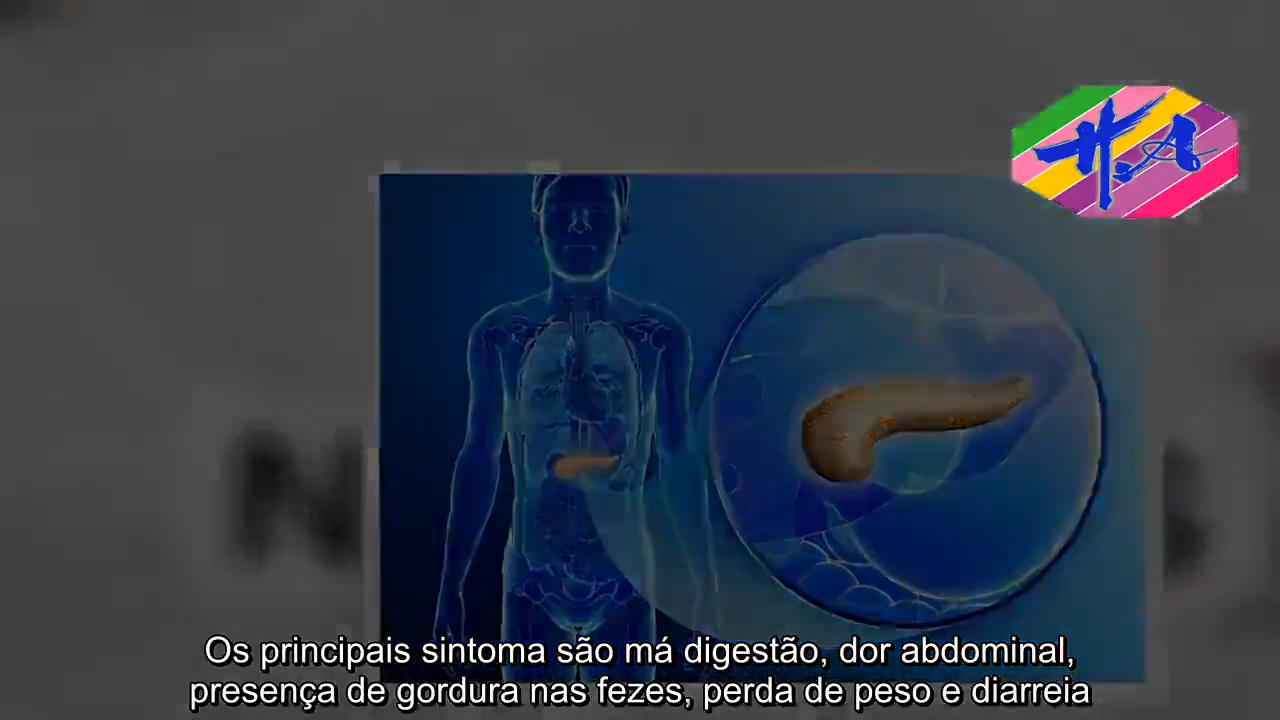 H.A
Os principais sintoma são má digestão, dor abdominal,
presença de gordura nas fezes, perda de peso e diarreia